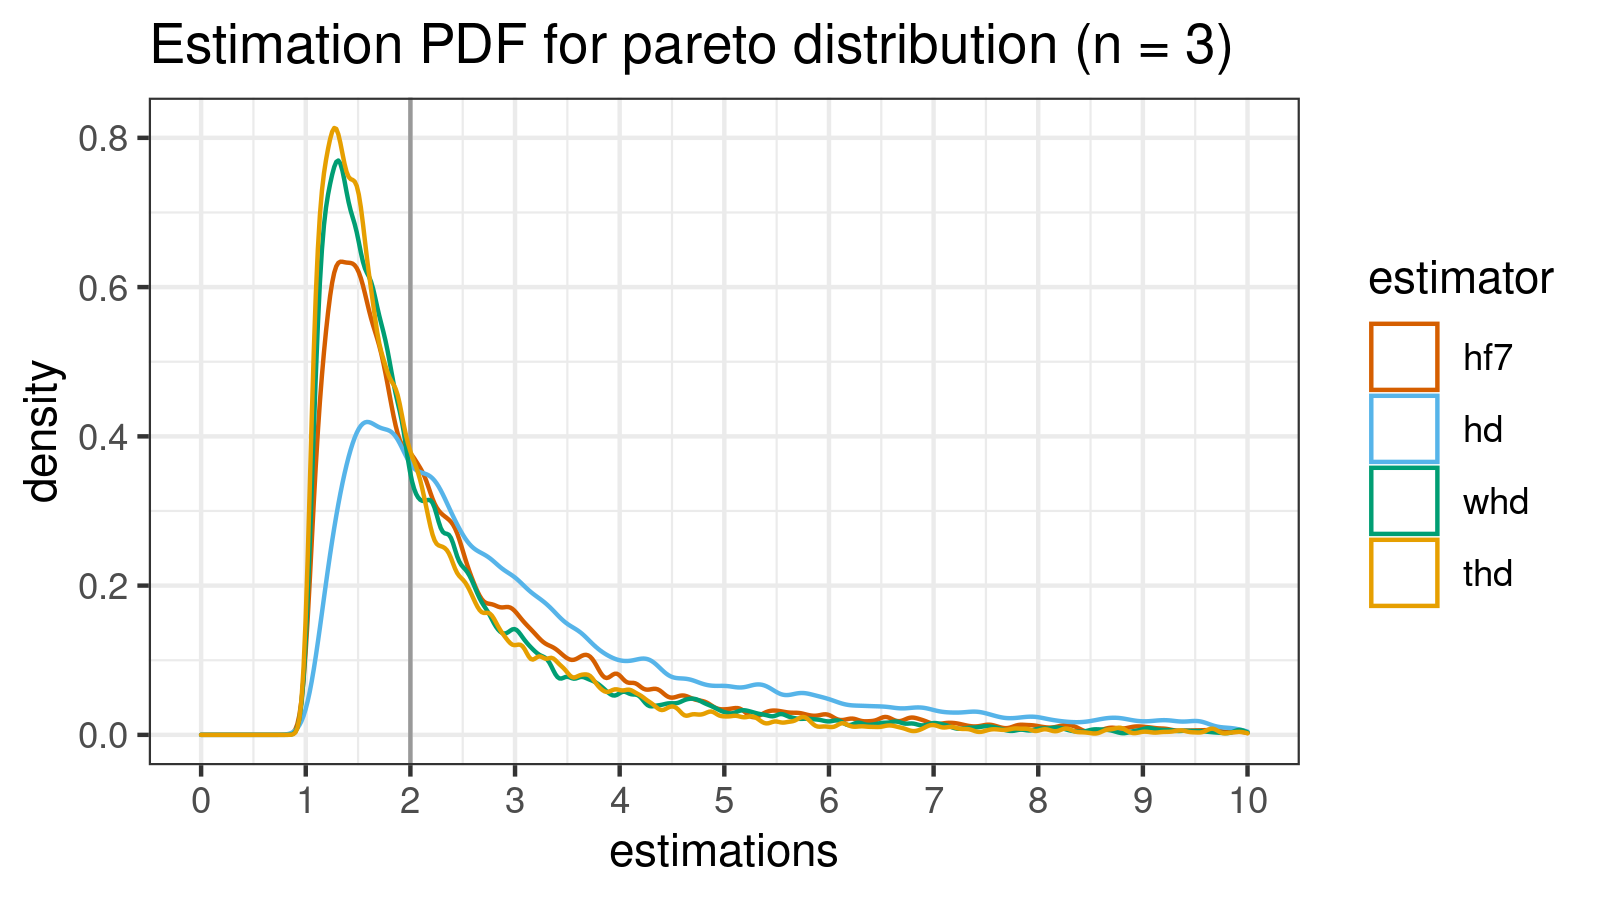 Estimation PDF for pareto distribution (n = 3)
0.8
0.6
0.4
0.2
0.0
density
0 1 2 3 4 5 6 7 8 9 10
estimations
estimator
hf7
hd
whd
thd